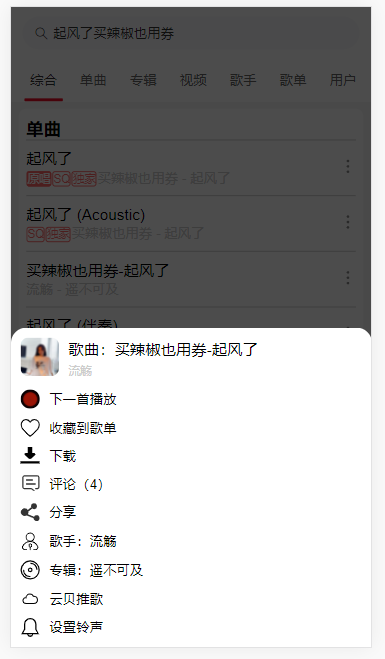 起风了买辣椒也用券
综合 单曲 专辑 视频 歌手 歌单 用户
单曲
起风了
原唱 SQ 独家 买辣椒也用券 - 起风了
起风了 (Acoustic)
SQ 独家 买辣椒也用券 - 起风了
买辣椒也用券-起风了
流觞 - 遥不可及
起风了 (伴奏)
歌曲：买辣椒也用券-起风了
流觞
下一首播放
收藏到歌单
下载
评论（4）
分享
歌手：流觞
专辑：遥不可及
云贝推歌
设置铃声